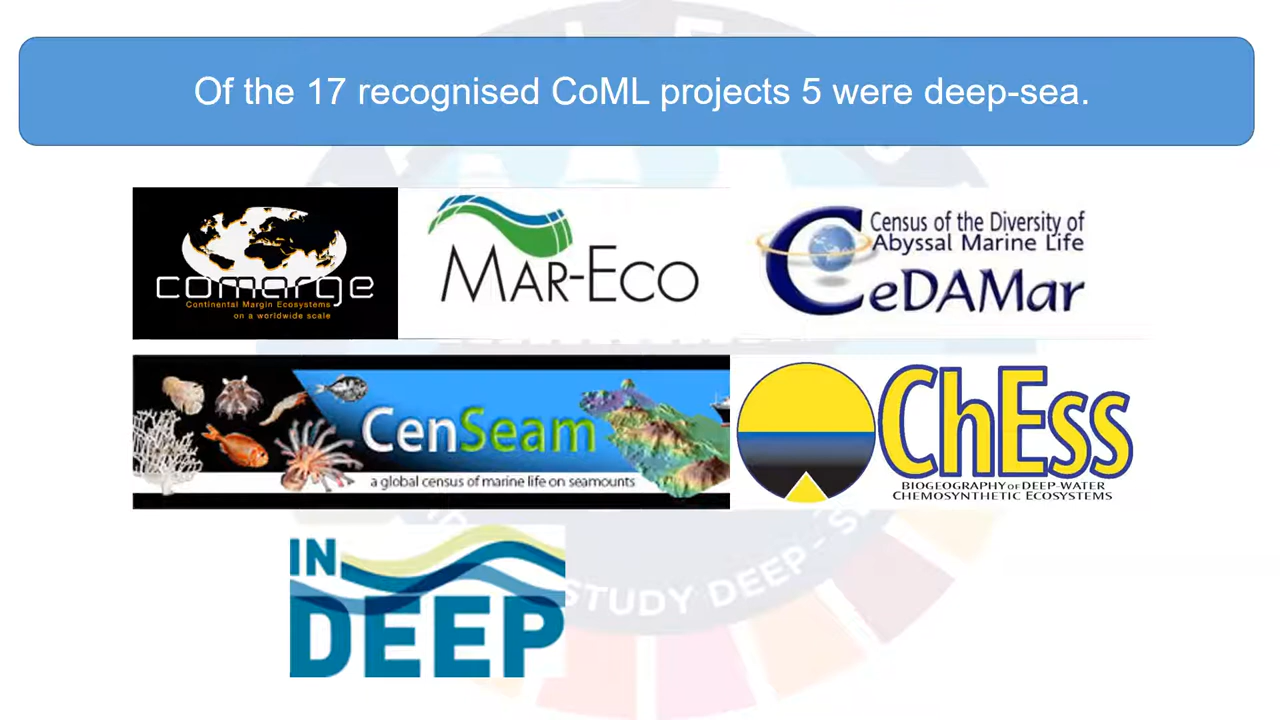 Of the 17 recognised CoML projects 5 were deep-sea.
comarge
Continental Margin Ecosystems
on a worldwide scale
MAR-ECO
Census of the Diversity of
Abyssal Marine Life
CeDAMar
CenSeam
a global census of marine life on seamounts
ChEss
BIOGEOGRAPHY OF DEEP-WATER
CHEMOSYNTHETIC ECOSYSTEMS
IN
DEEP
STUDY DEEP - S